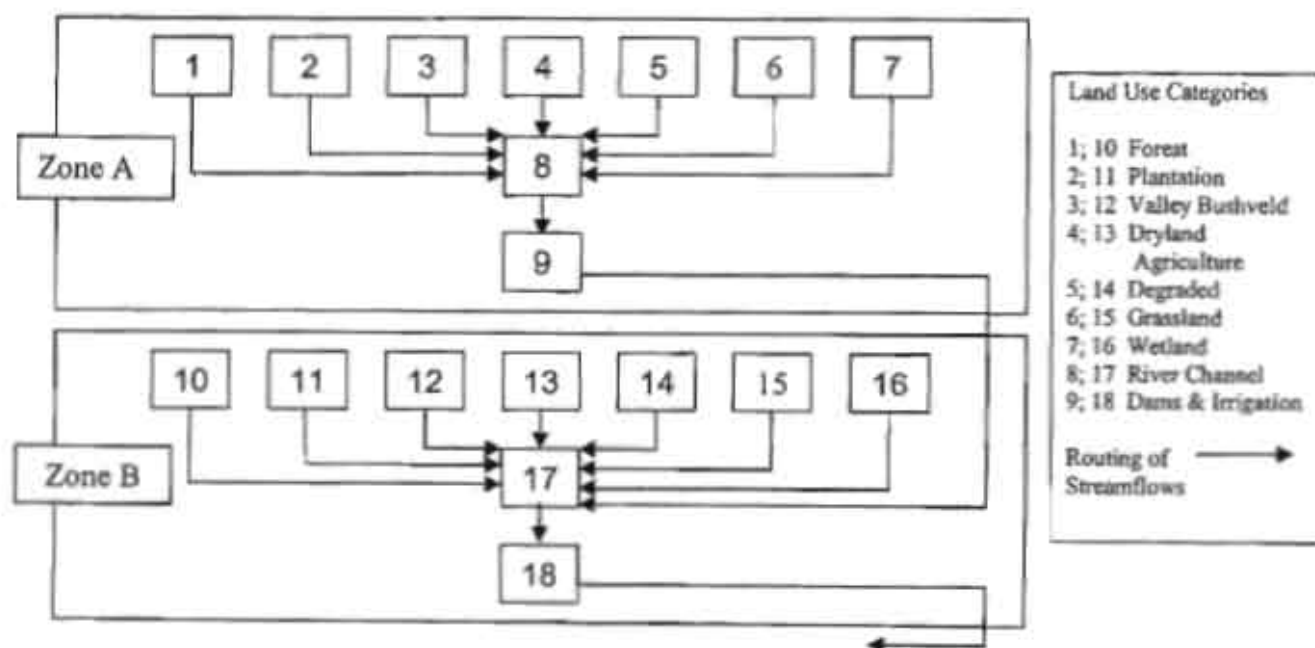 1 2 3 4 5 6 7
Zone A
8
9
10 11 12 13 14 15 16
Zone B
17
18
Land Use Categories
1; 10 Forest
2; 11 Plantation
3; 12 Valley Bushveld
4; 13 Dryland
Agriculture
5; 14 Degraded
6; 15 Grassland
7; 16 Wetland
8; 17 River Channel
9; 18 Dams & Irrigation
Routing of
Streamflows